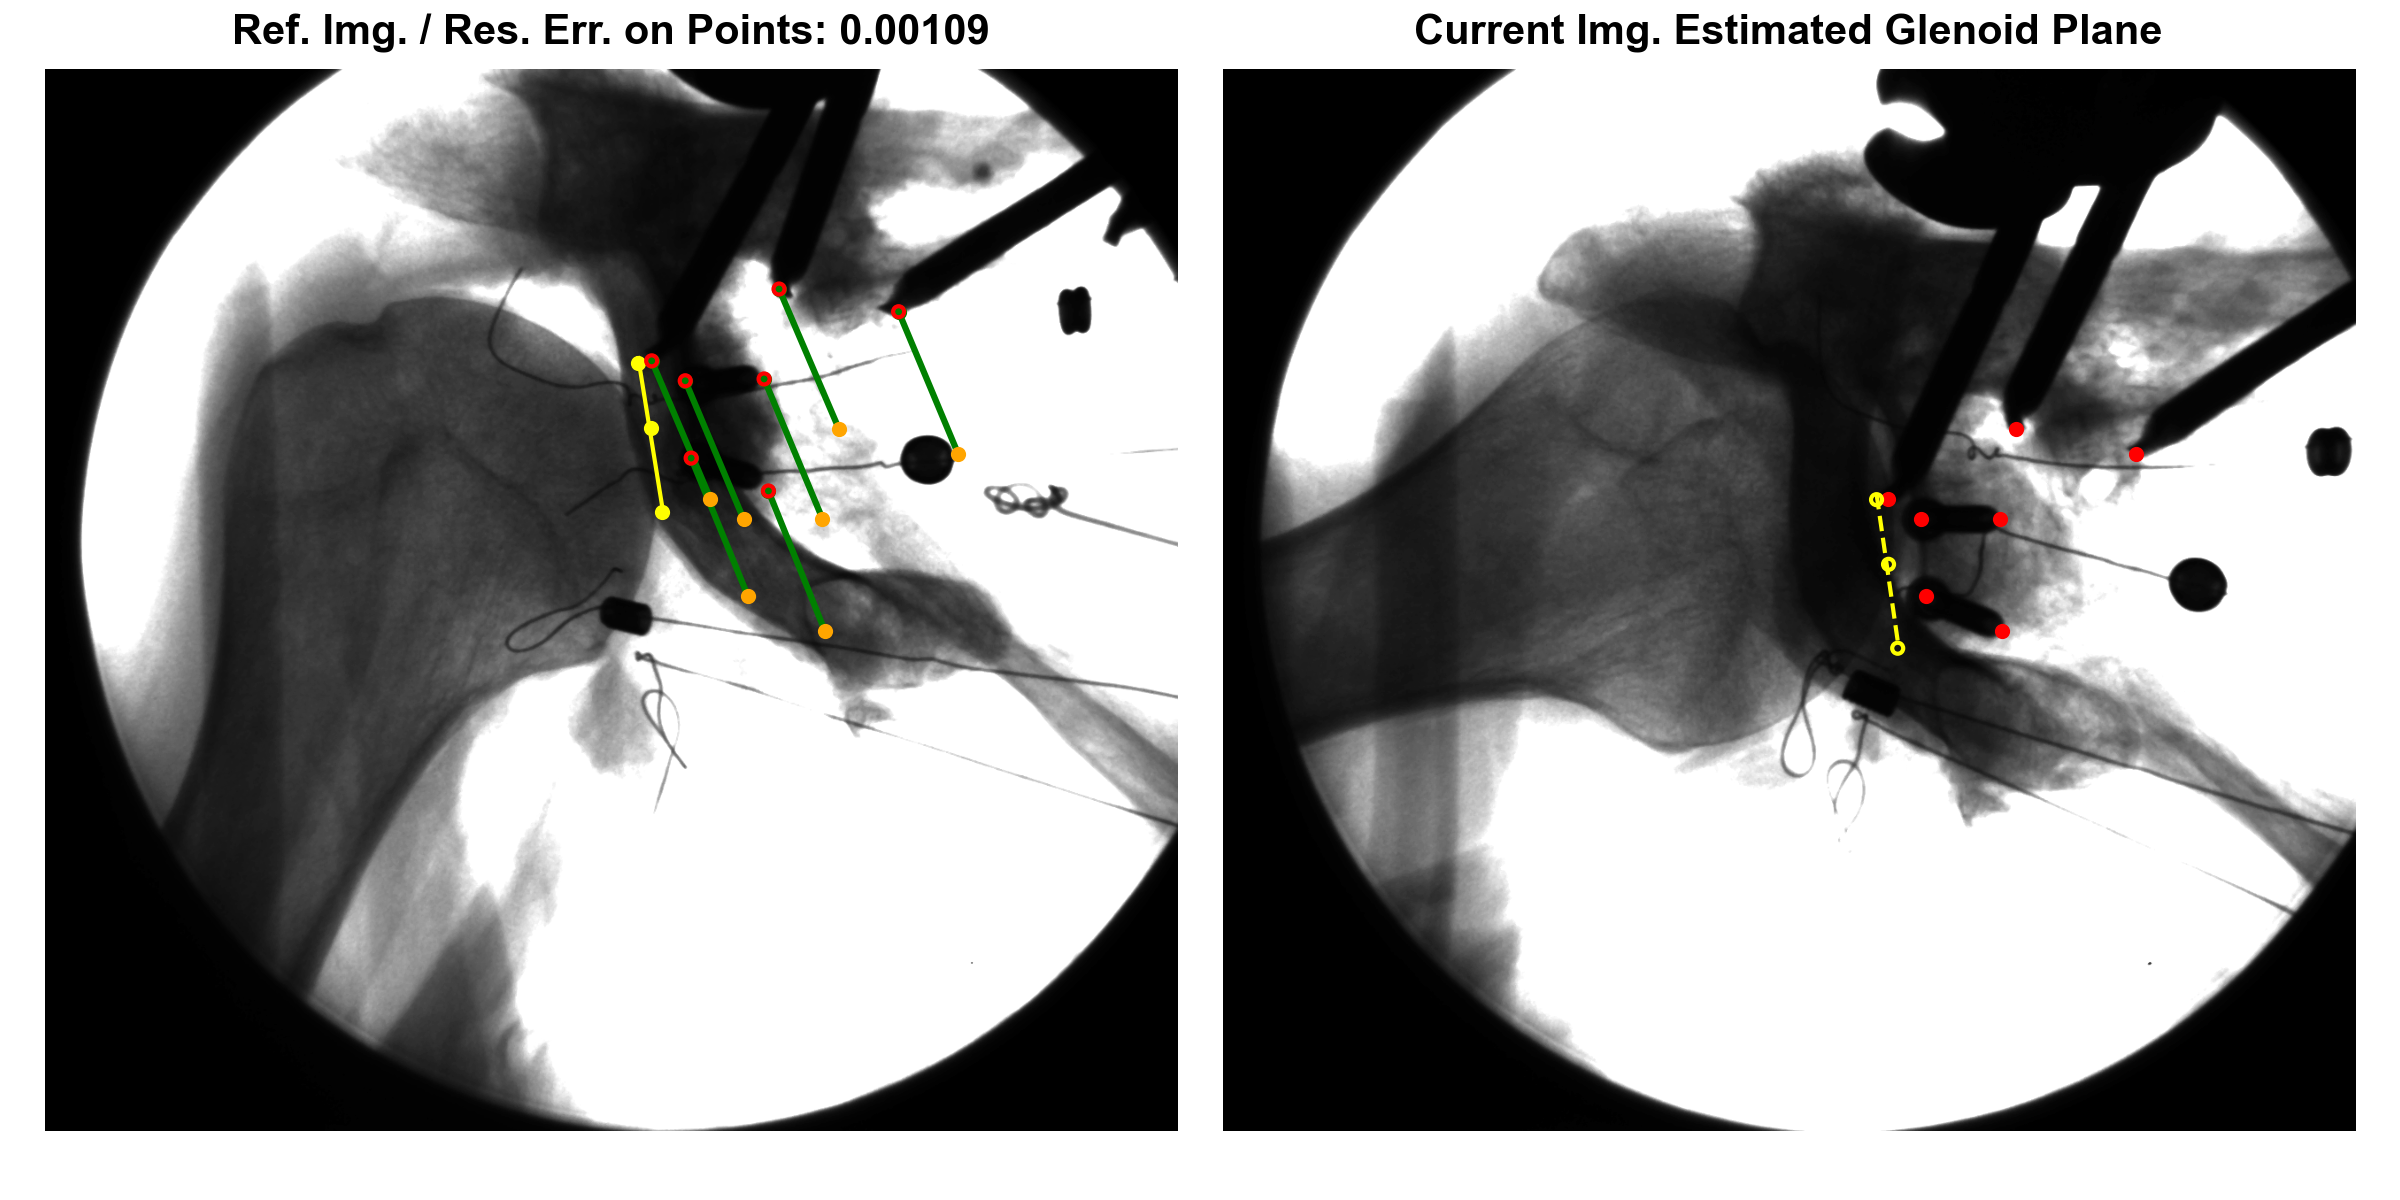 Ref. Img. / Res. Err. on Points: 0.00109
Current Img. Estimated Glenoid Plane